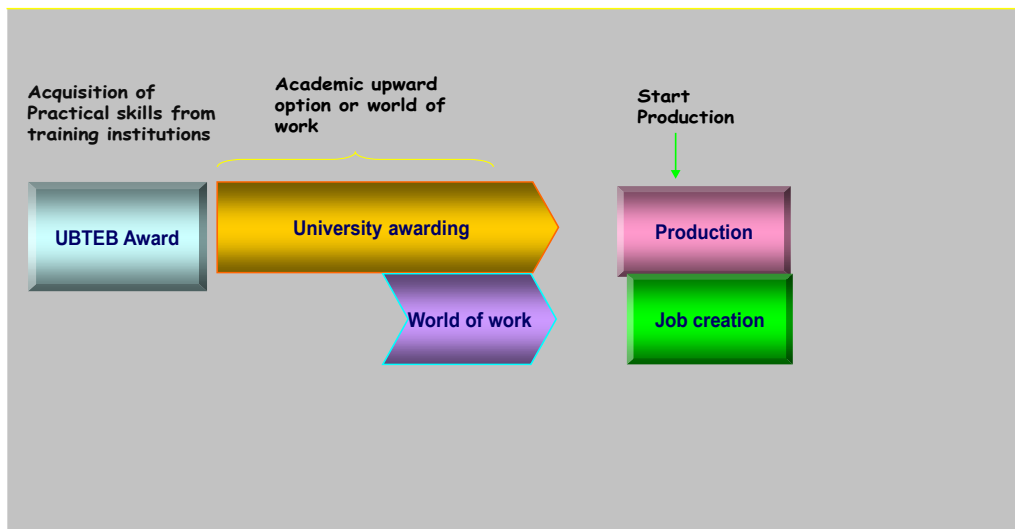 Acquisition of
Practical skills from
training institutions
Academic upward
option or world of
work
Start
Production
UBTEB Award
University awarding
Production
World of work
Job creation